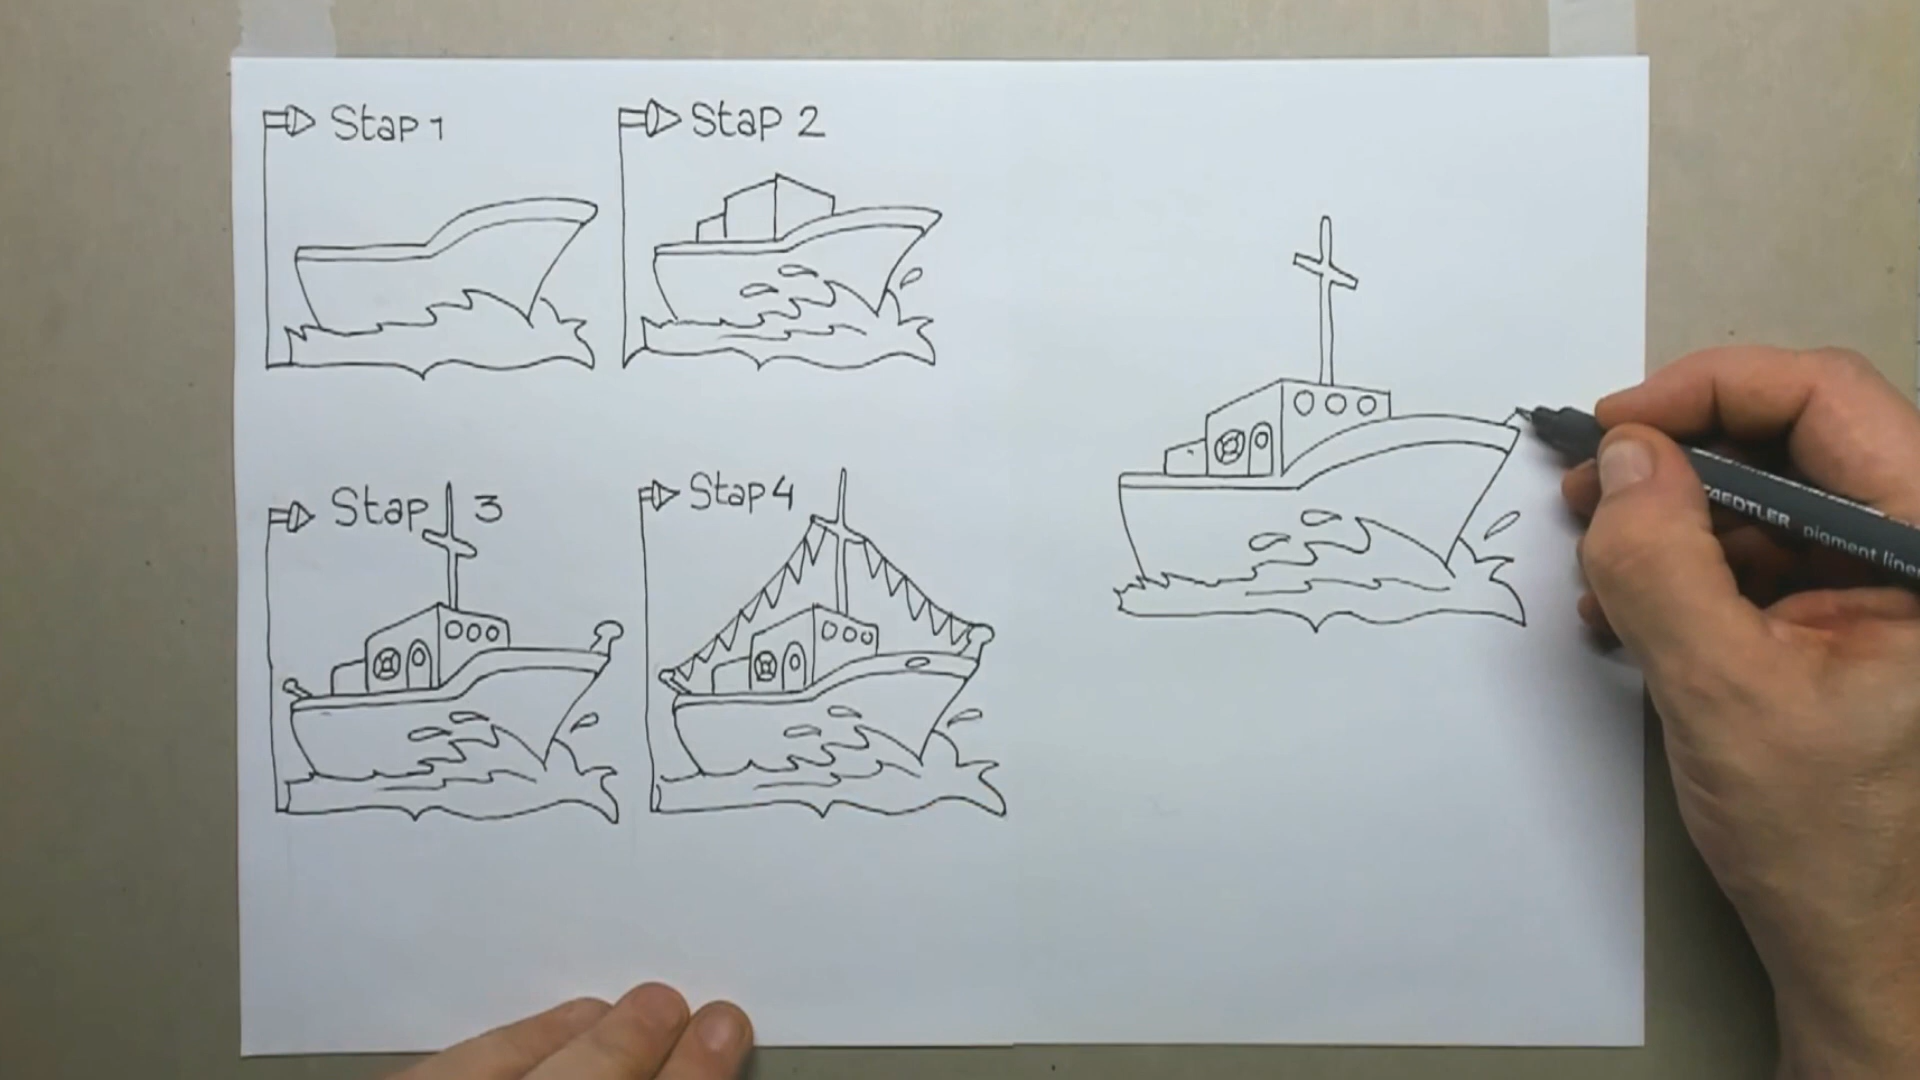 Stap 1
Stap 2
Stap 3
Stap 4
STAEDTLER pigment liner